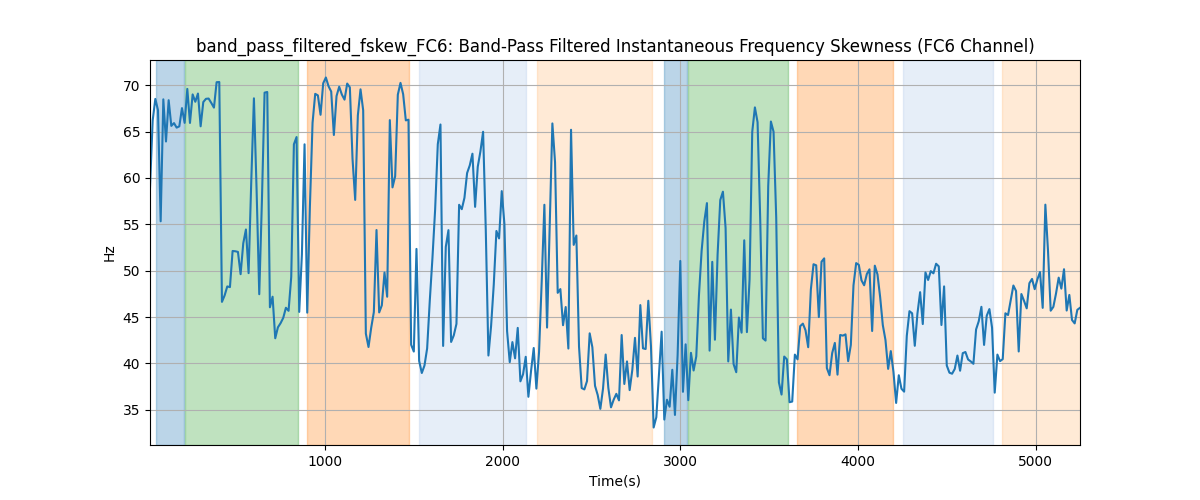 band_pass_filtered_fskew_FC6: Band-Pass Filtered Instantaneous Frequency Skewness (FC6 Channel)
70
65
60
55
50
45
40
35
Hz
1000 2000 3000 4000 5000
Time(s)